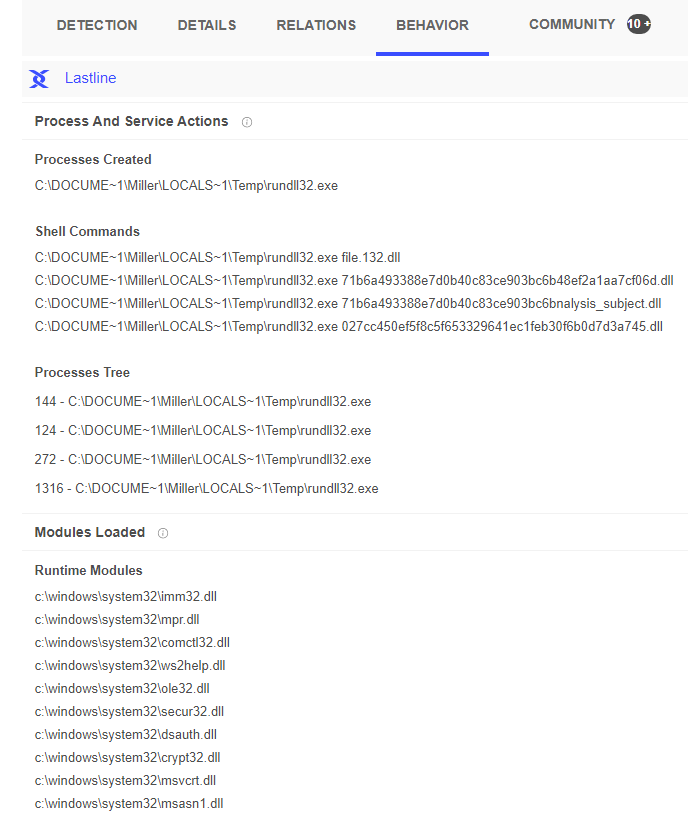 DETECTION DETAILS RELATIONS BEHAVIOR COMMUNITY 10 +
Lastline
Process And Service Actions
Processes Created
C:\DOCUME~1\Miller\LOCALS~1\Temp\rundll32.exe
Shell Commands
C:\DOCUME~1\Miller\LOCALS~1\Temp\rundll32.exe file.132.dll
C:\DOCUME~1\Miller\LOCALS~1\Temp\rundll32.exe 71b6a493388e7d0b40c83ce903bc6b48ef2a1aa7cf06d.dll
C:\DOCUME~1\Miller\LOCALS~1\Temp\rundll32.exe 71b6a493388e7d0b40c83ce903bc6bnalysis_subject.dll
C:\DOCUME~1\Miller\LOCALS~1\Temp\rundll32.exe 027cc450ef5f8c5f653329641ec1feb30f6b0d7d3a745.dll
Processes Tree
144 - C:\DOCUME~1\Miller\LOCALS~1\Temp\rundll32.exe
124 - C:\DOCUME~1\Miller\LOCALS~1\Temp\rundll32.exe
272 - C:\DOCUME~1\Miller\LOCALS~1\Temp\rundll32.exe
1316 - C:\DOCUME~1\Miller\LOCALS~1\Temp\rundll32.exe
Modules Loaded
Runtime Modules
c:\windows\system32\imm32.dll
c:\windows\system32\mpr.dll
c:\windows\system32\comctl32.dll
c:\windows\system32\ws2help.dll
c:\windows\system32\ole32.dll
c:\windows\system32\secur32.dll
c:\windows\system32\dsauth.dll
c:\windows\system32\crypt32.dll
c:\windows\system32\msvcrt.dll
c:\windows\system32\msasn1.dll